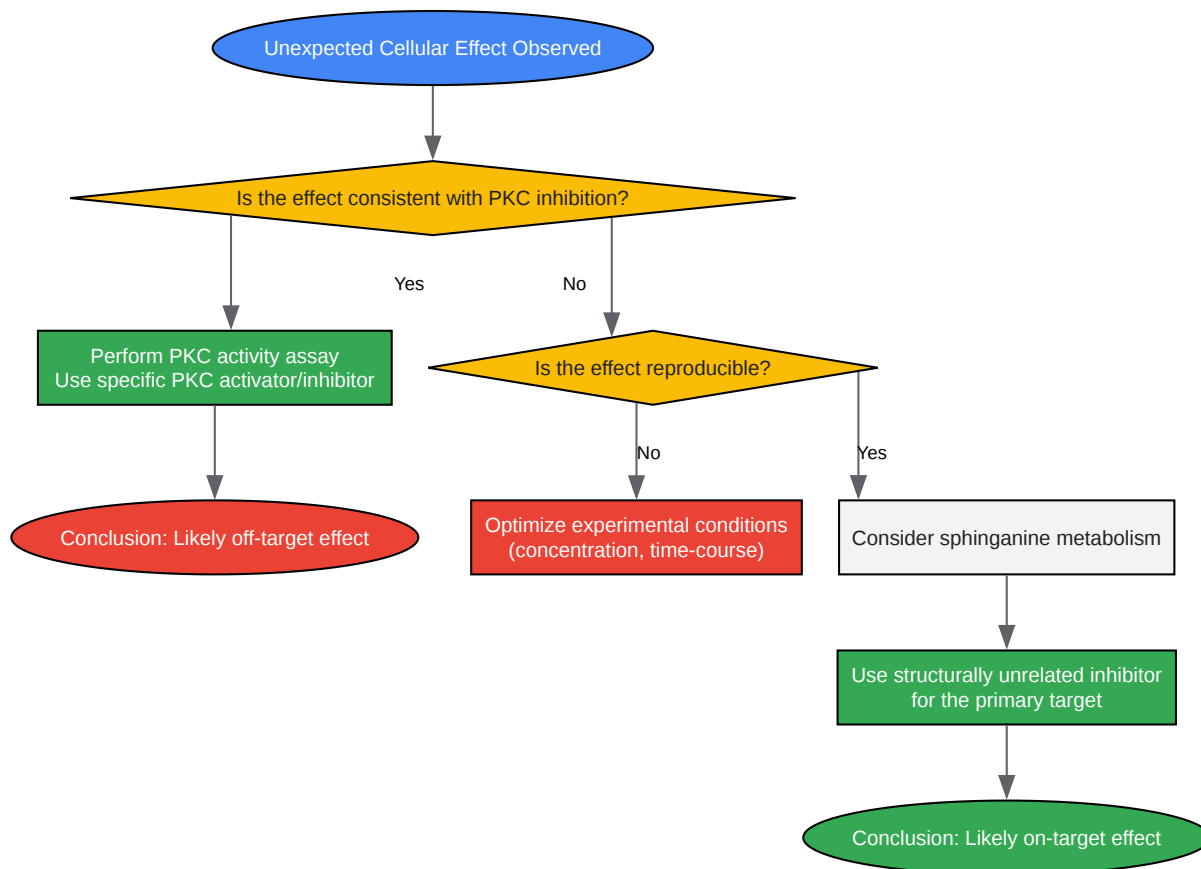 Unexpected Cellular Effect Observed
Is the effect consistent with PKC inhibition?
Yes
No
Perform PKC activity assay
Use specific PKC activator/inhibitor
Is the effect reproducible?
No
Yes
Conclusion: Likely off-target effect
Optimize experimental conditions
(concentration, time-course)
Consider sphinganine metabolism
Use structurally unrelated inhibitor
for the primary target
Conclusion: Likely on-target effect